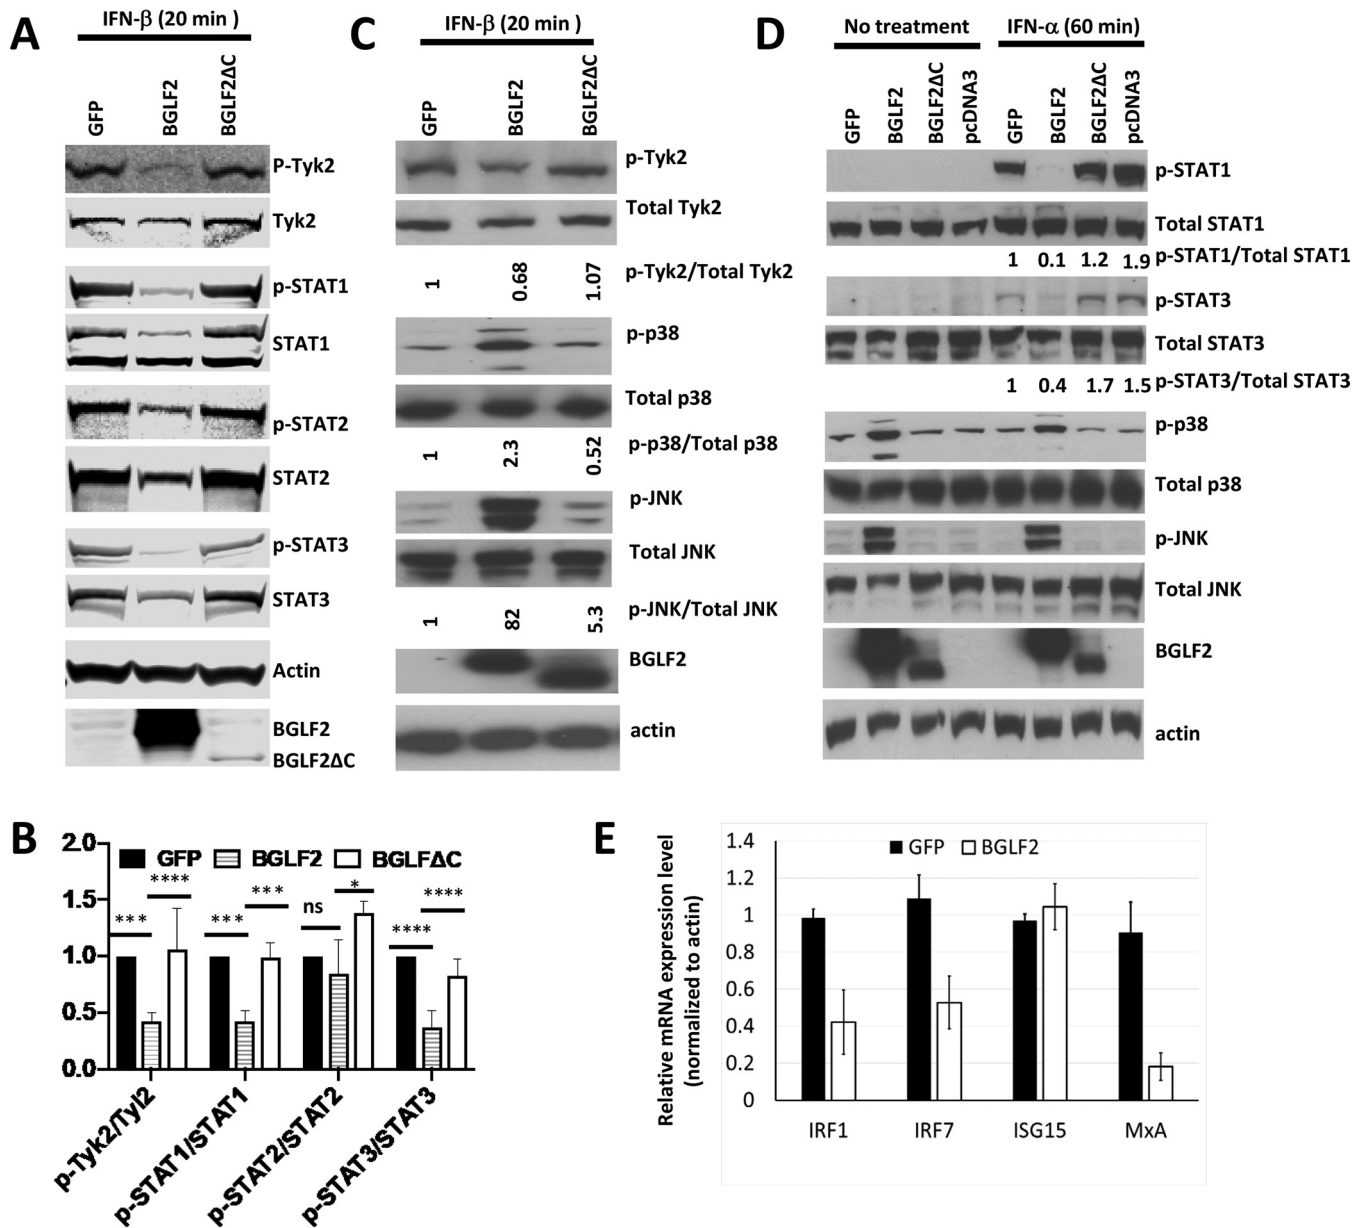 A
IFN-β (20 min )
GFP
BGLF2
BGLF2ΔC
P-Tyk2
Tyk2
p-STAT1
STAT1
p-STAT2
STAT2
p-STAT3
STAT3
Actin
BGLF2
BGLF2ΔC
C
IFN-β (20 min )
GFP
BGLF2
BGLF2ΔC
p-Tyk2
Total Tyk2
1 0.68 1.07 p-Tyk2/Total Tyk2
p-p38
Total p38
1 2.3 0.52 p-p38/Total p38
p-JNK
Total JNK
1 82 5.3 p-JNK/Total JNK
BGLF2
actin
D
No treatment IFN-α (60 min)
GFP
BGLF2
BGLF2ΔC
pcDNA3
GFP
BGLF2
BGLF2ΔC
pcDNA3
p-STAT1
Total STAT1
1 0.1 1.2 1.9 p-STAT1/Total STAT1
p-STAT3
Total STAT3
1 0.4 1.7 1.5 p-STAT3/Total STAT3
p-p38
Total p38
p-JNK
Total JNK
BGLF2
actin
B
2.0
1.5
1.0
0.5
0.0
GFP BGLF2 BGLFΔC
*** **** *** *** ns * **** ****
p-Tyk2/Tyl2
p-STAT1/STAT1
p-STAT2/STAT2
p-STAT3/STAT3
E
Relative mRNA expression level
(normalized to actin)
1.4
1.2
1
0.8
0.6
0.4
0.2
0
GFP BGLF2
IRF1 IRF7 ISG15 MxA